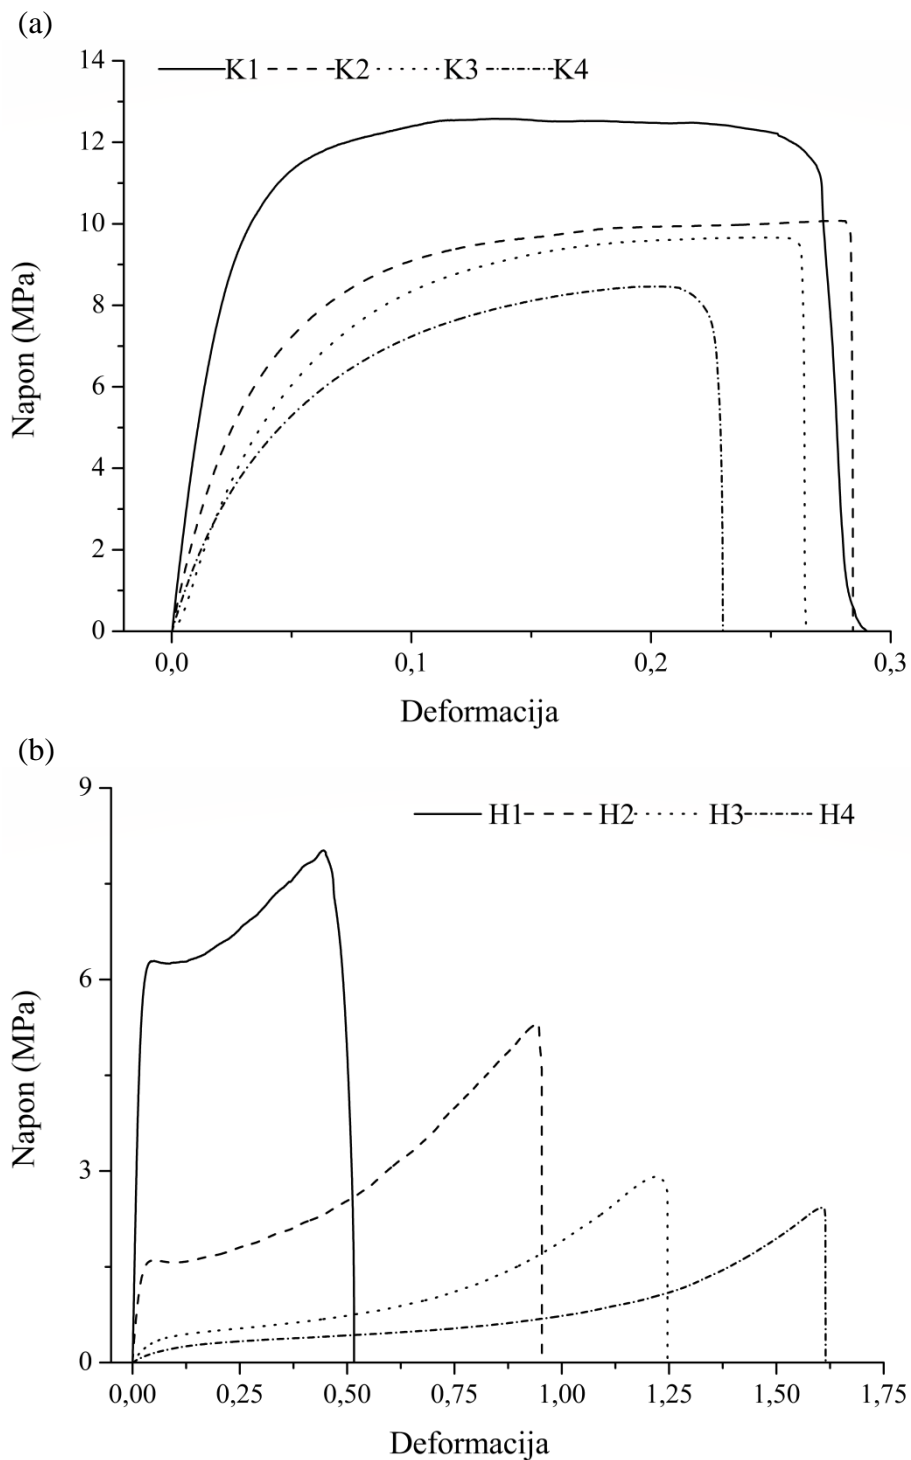 (a)
K1 K2 K3 K4
14
12
10
8
6
4
2
0
Napon (MPa)
0,0 0,1 0,2 0,3
Deformacija
(b)
H1 H2 H3 H4
9
6
3
0
Napon (MPa)
0,00 0,25 0,50 0,75 1,00 1,25 1,50 1,75
Deformacija